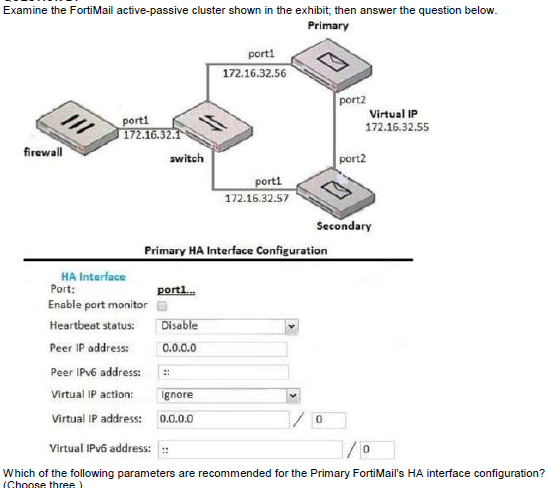 Examine the FortiMail active-passive cluster shown in the exhibit; then answer the question below.
Primary
port1
172.16.32.56
port2
Virtual IP
172.16.32.55
port1
172.16.32.1
firewall
switch
port2
port1
172.16.32.57
Secondary
Primary HA Interface Configuration
HA Interface
Port: port1...
Enable port monitor
Heartbeat status: Disable
Peer IP address: 0.0.0.0
Peer IPv6 address: ::
Virtual IP action: Ignore
Virtual IP address: 0.0.0.0 / 0
Virtual IPv6 address: :: / 0
Which of the following parameters are recommended for the Primary FortiMail's HA interface configuration?
(Choose three.)